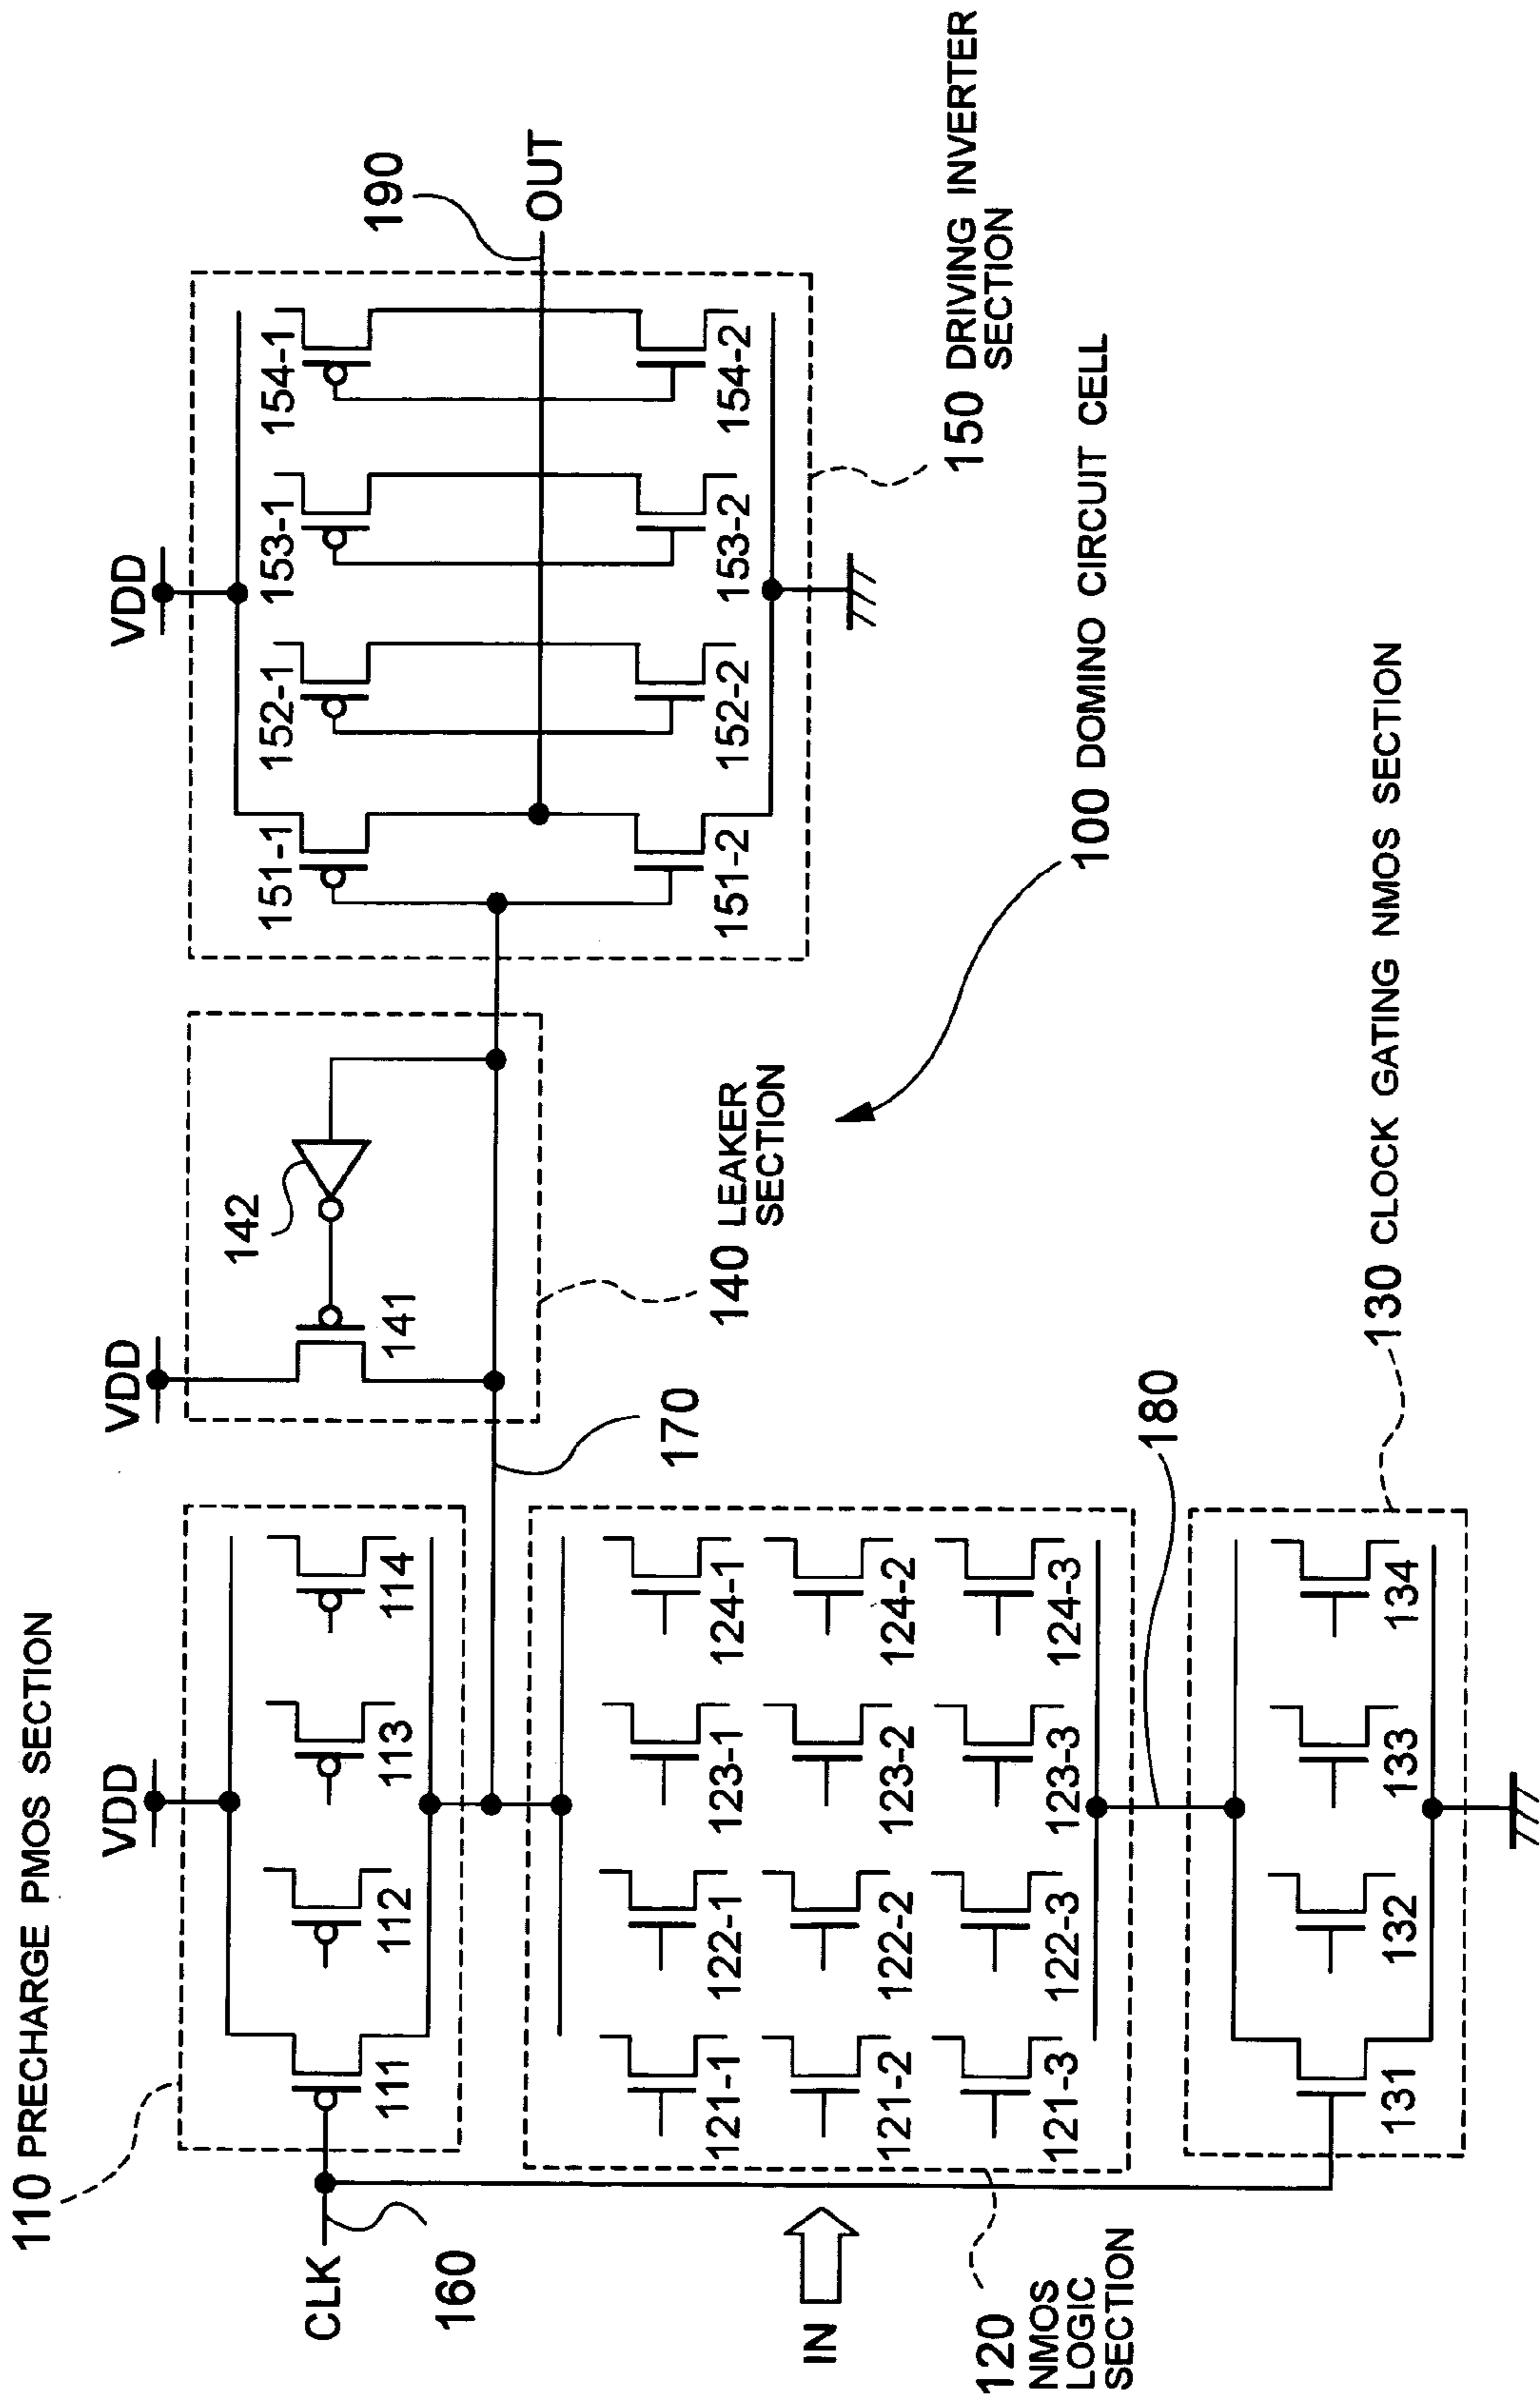 110 PRECHARGE PMOS SECTION
VDD
VDD
VDD
CLK
160
111
112
113
114
142
141
140 LEAKER
SECTION
170
151-1
152-1
153-1
154-1
151-2
152-2
153-2
154-2
190
OUT
150 DRIVING INVERTER
SECTION
100 DOMINO CIRCUIT CELL
IN
120
NMOS
LOGIC
SECTION
121-1
122-1
123-1
124-1
121-2
122-2
123-2
124-2
121-3
122-3
123-3
124-3
180
131
132
133
134
130 CLOCK GATING NMOS SECTION